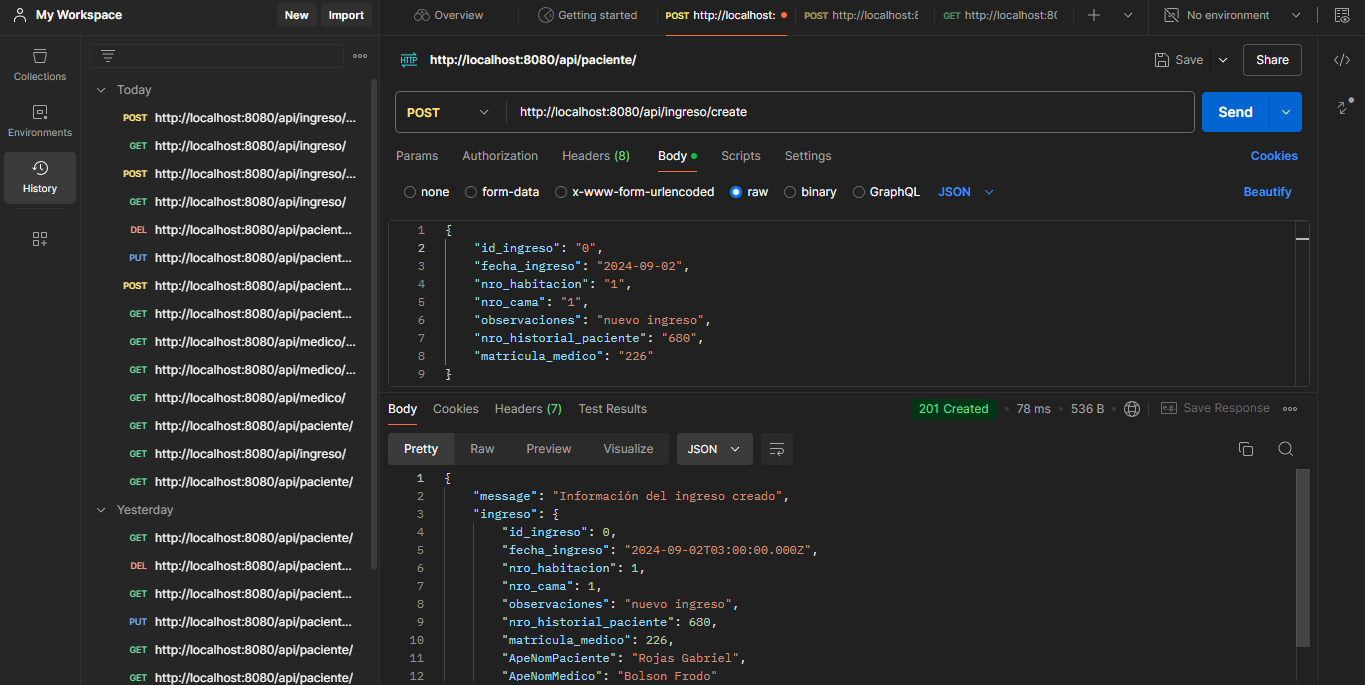 My Workspace
New
Import
Overview
Getting started
POST http://localhost:
POST http://localhost:8
GET http://localhost:80
No environment
Collections
Environments
History
Today
POST http://localhost:8080/api/ingreso/...
GET http://localhost:8080/api/ingreso/
POST http://localhost:8080/api/ingreso/...
GET http://localhost:8080/api/ingreso/
DEL http://localhost:8080/api/pacient...
PUT http://localhost:8080/api/pacient...
POST http://localhost:8080/api/pacient...
GET http://localhost:8080/api/pacient...
GET http://localhost:8080/api/medico/...
GET http://localhost:8080/api/medico/...
GET http://localhost:8080/api/medico/
GET http://localhost:8080/api/paciente/
GET http://localhost:8080/api/ingreso/
GET http://localhost:8080/api/paciente/
Yesterday
GET http://localhost:8080/api/paciente/
DEL http://localhost:8080/api/pacient...
GET http://localhost:8080/api/pacient...
PUT http://localhost:8080/api/pacient...
GET http://localhost:8080/api/paciente/
GET http://localhost:8080/api/paciente/
HTTP http://localhost:8080/api/paciente/
Save
Share
POST http://localhost:8080/api/ingreso/create
Send
Params Authorization Headers (8) Body Scripts Settings
Cookies
none form-data x-www-form-urlencoded raw binary GraphQL JSON
Beautify
1 {
2 "id_ingreso": "0",
3 "fecha_ingreso": "2024-09-02",
4 "nro_habitacion": "1",
5 "nro_cama": "1",
6 "observaciones": "nuevo ingreso",
7 "nro_historial_paciente": "680",
8 "matricula_medico": "226"
9 }
Body Cookies Headers (7) Test Results
201 Created 78 ms 536 B
e.g. Save Response
Pretty Raw Preview Visualize JSON
1 {
2 "message": "Información del ingreso creado",
3 "ingreso": {
4 "id_ingreso": 0,
5 "fecha_ingreso": "2024-09-02T03:00:00.000Z",
6 "nro_habitacion": 1,
7 "nro_cama": 1,
8 "observaciones": "nuevo ingreso",
9 "nro_historial_paciente": 680,
10 "matricula_medico": 226,
11 "ApeNomPaciente": "Rojas Gabriel",
12 "ApeNomMedico": "Bolson Frodo"